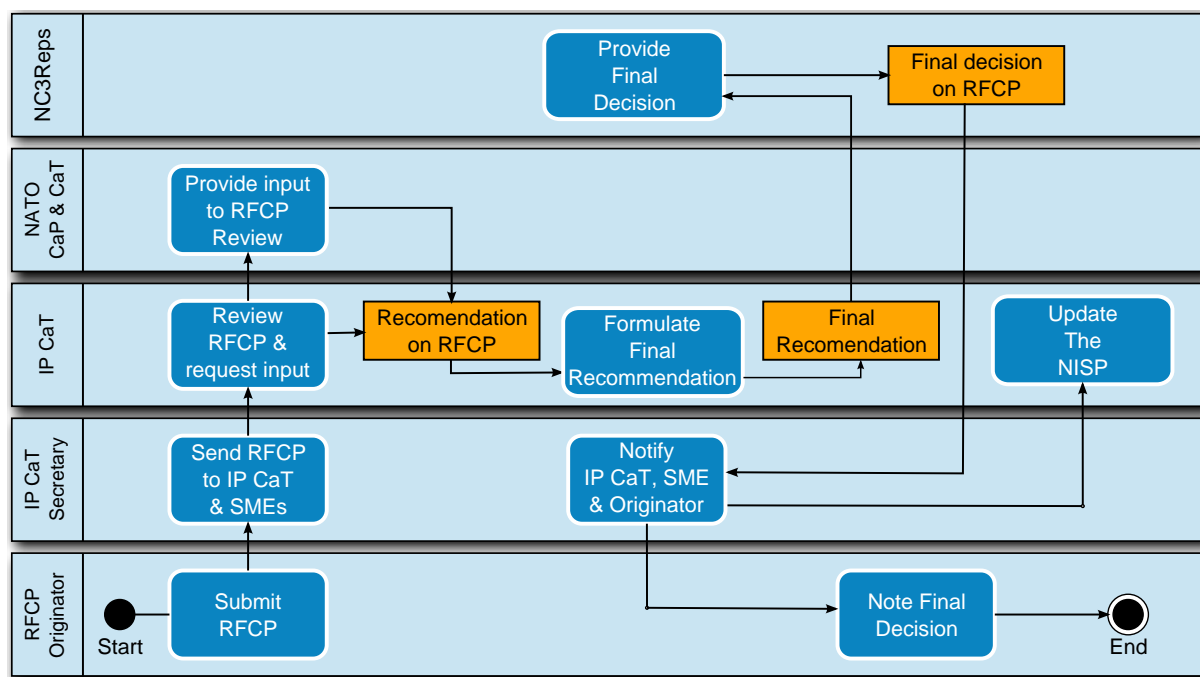 NC3Reps
Provide
Final
Decision
Final decision
on RFCP
NATO
CaP & CaT
Provide input
to RFCP
Review
IP CaT
Review
RFCP &
request input
Recomendation
on RFCP
Formulate
Final
Recommendation
Final
Recomendation
Update
The
NISP
IP CaT
Secretary
Send RFCP
to IP CaT
& SMEs
Notify
IP CaT, SME
& Originator
RFCP
Originator
Start
Submit
RFCP
Note Final
Decision
End